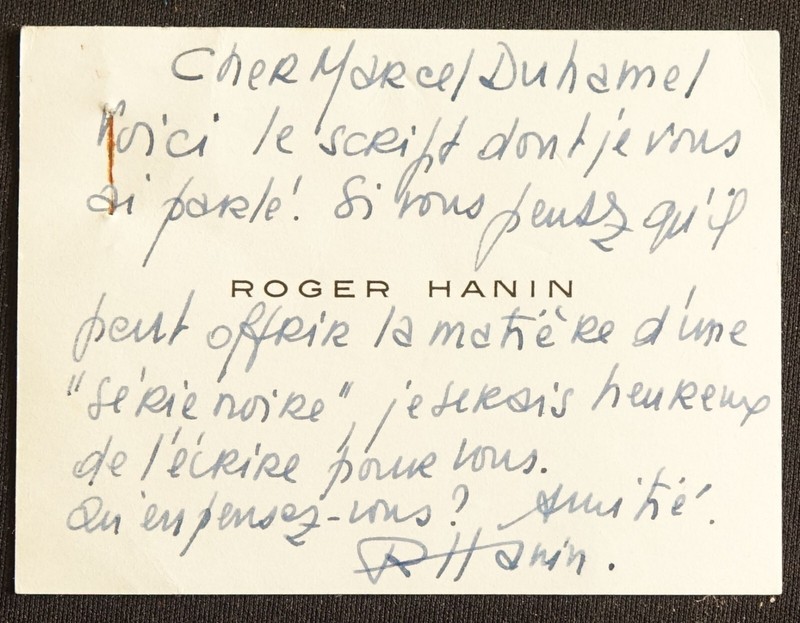 Cher Marcel Duhamel
Voici le script dont je vous
ai parlé. Si vous pensez qu'il
ROGER HANIN
peut offrir la matière d'une
"série noire", je serais heureux
de l'écrire pour vous.
Qu'en pensez-vous? Amitié.
RHanin.